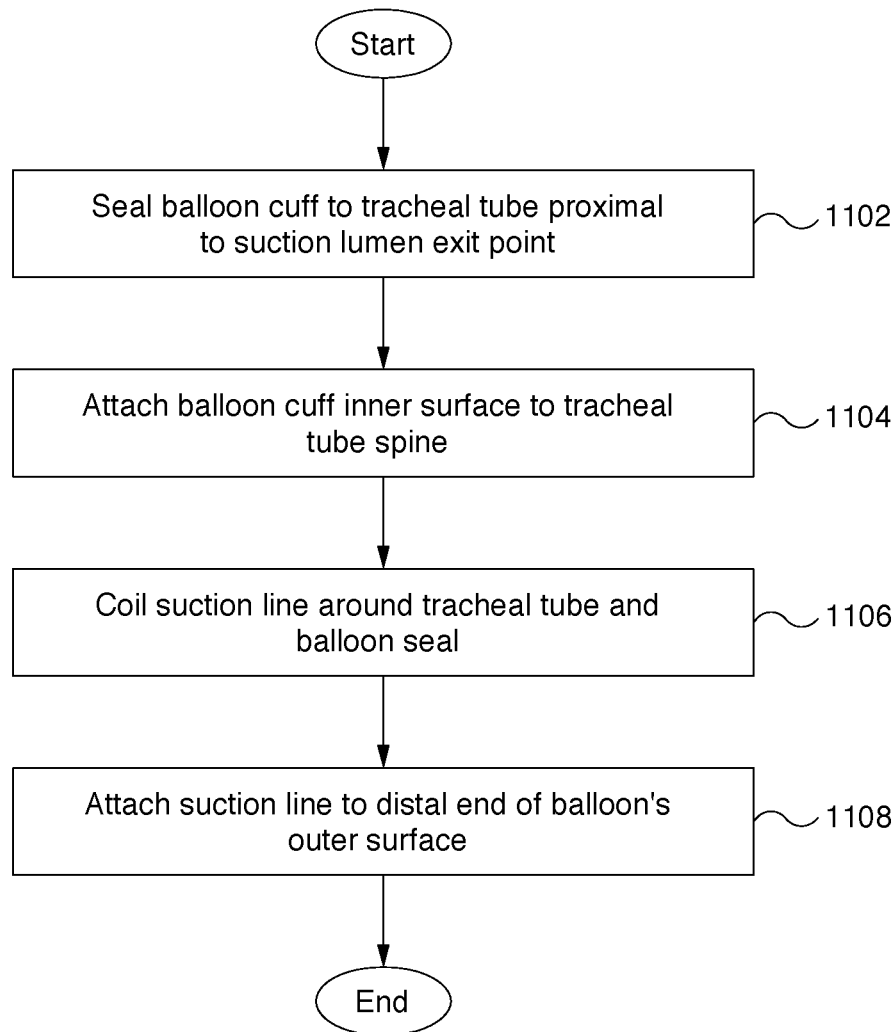 Start
Seal balloon cuff to tracheal tube proximal
to suction lumen exit point
1102
Attach balloon cuff inner surface to tracheal
tube spine
1104
Coil suction line around tracheal tube and
balloon seal
1106
Attach suction line to distal end of balloon's
outer surface
1108
End